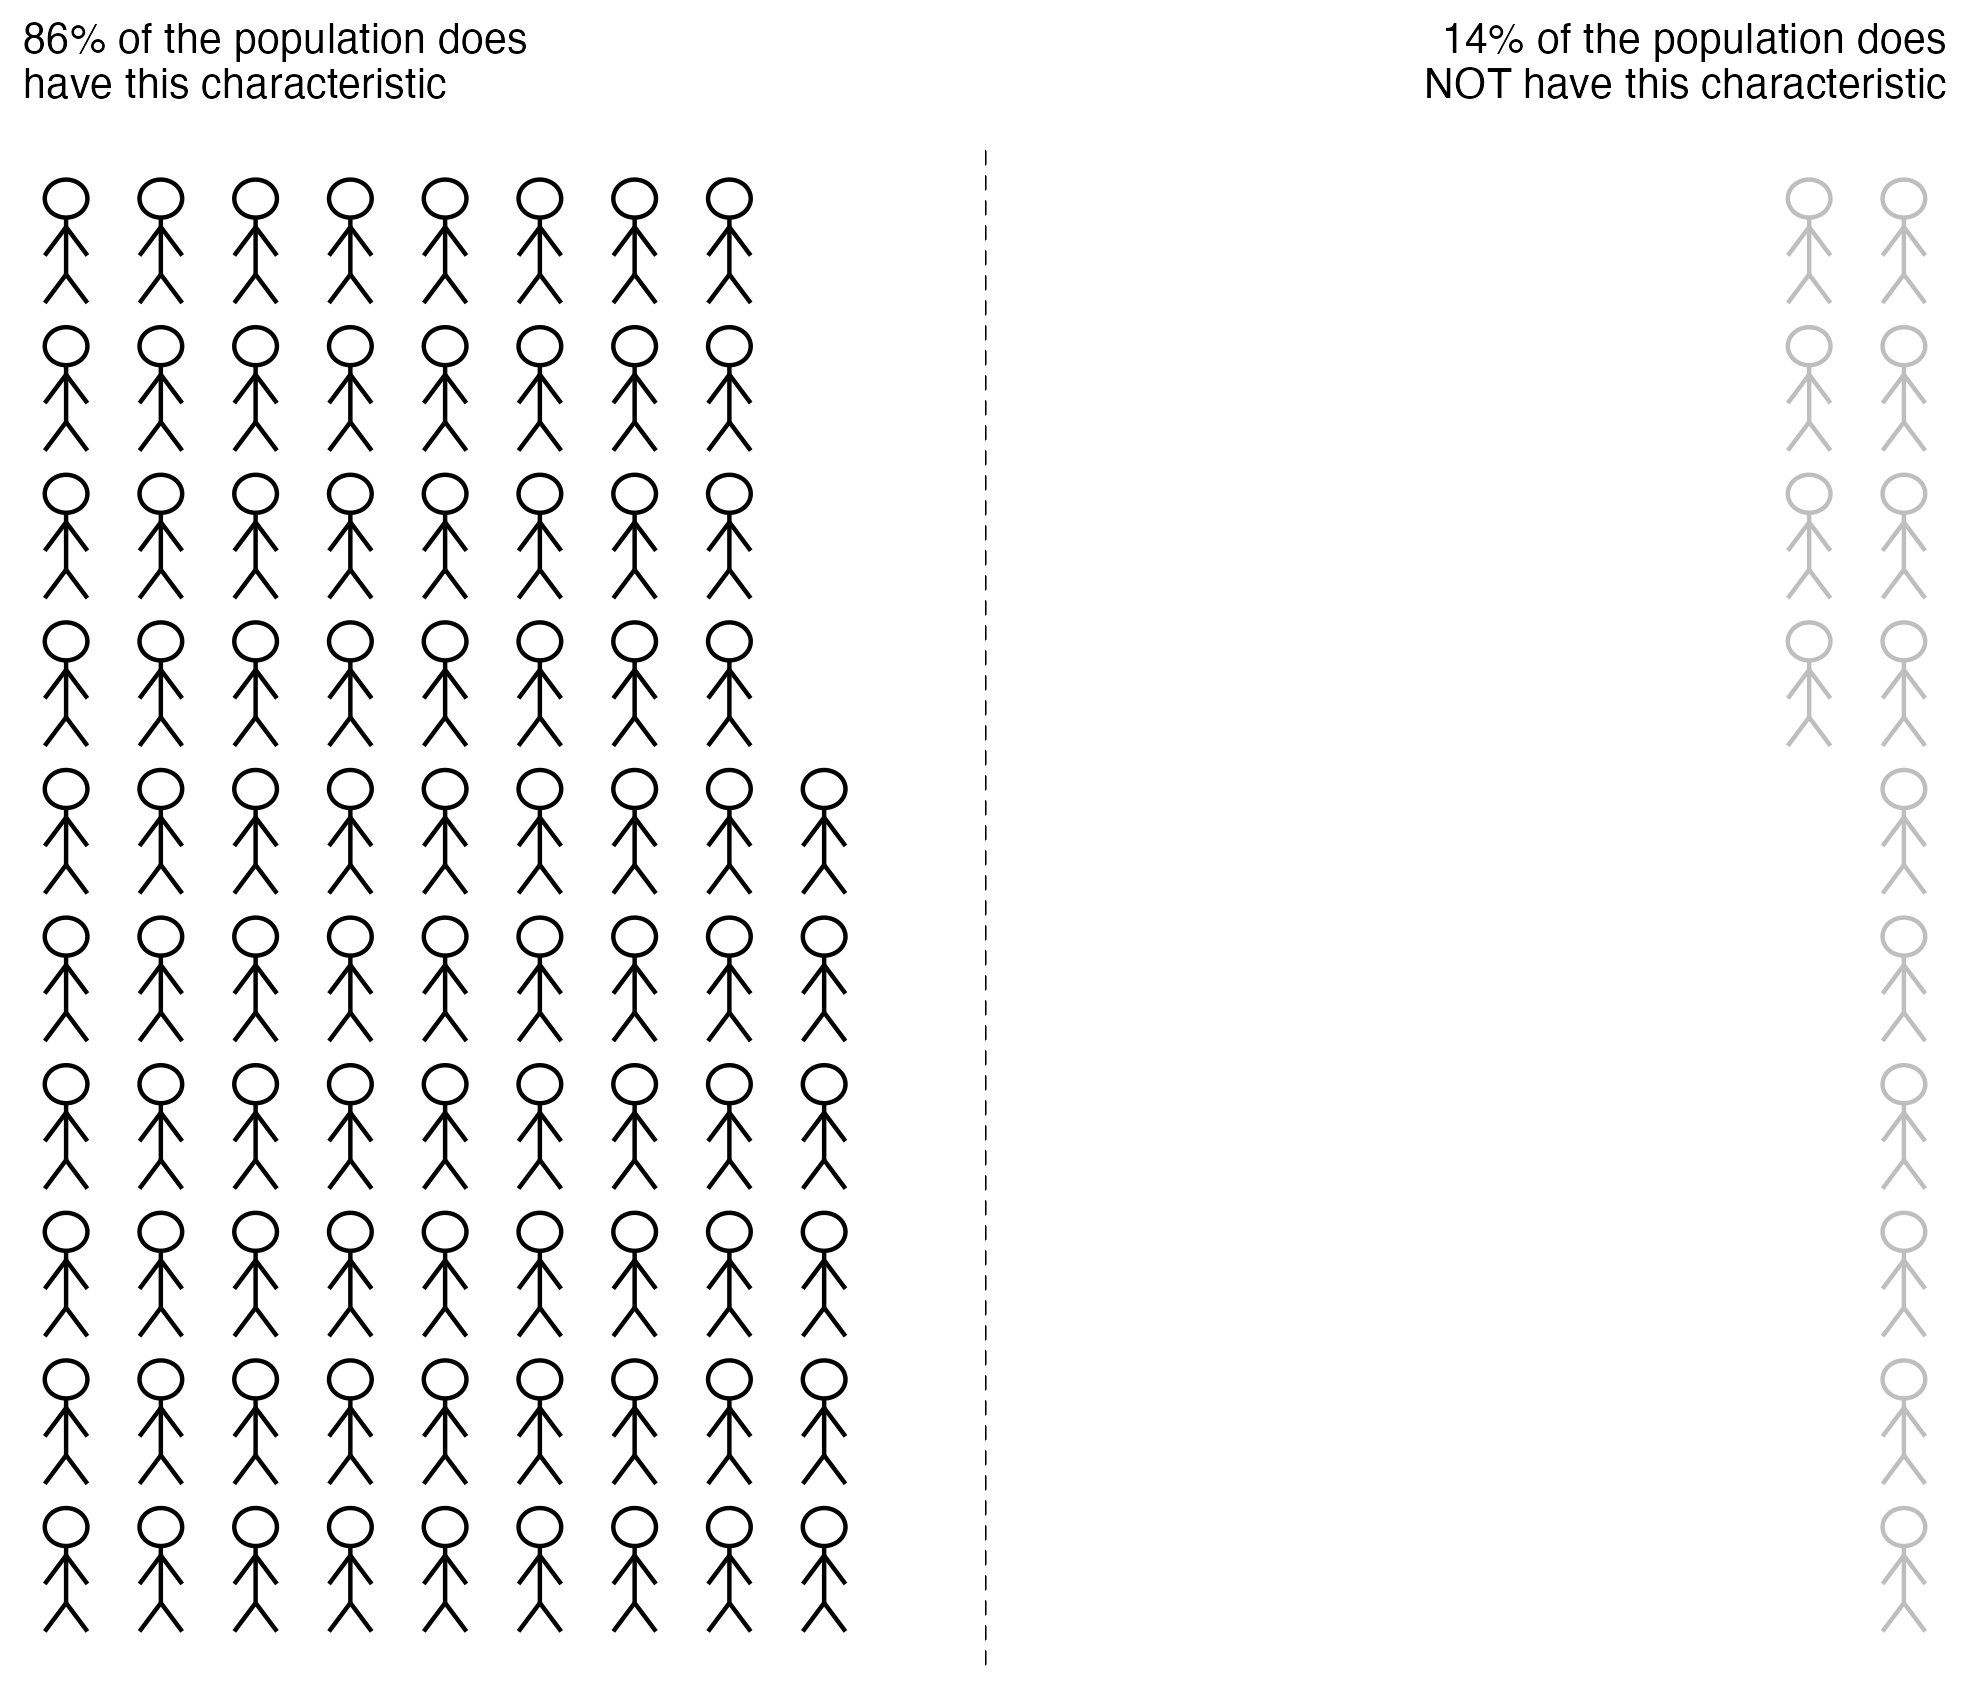 86% of the population does
have this characteristic
14% of the population does
NOT have this characteristic